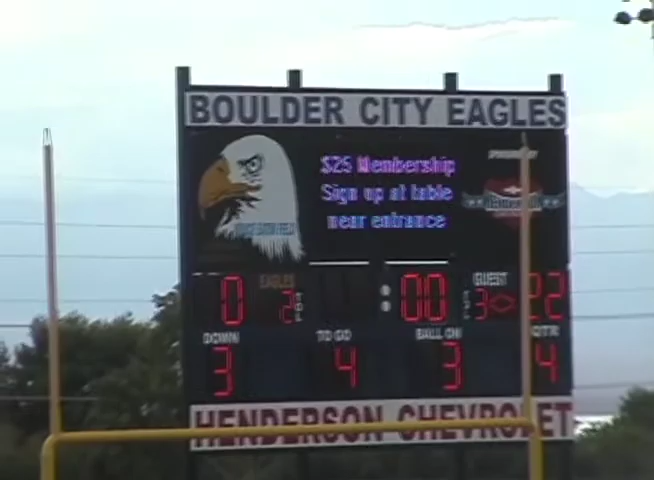 BOULDER CITY EAGLES
$25 Membership
Sign up at table
near entrance
EAGLES
GUEST
0 2 00 3 22
DOWN TO GO BALL ON QTR
3 4 3 4
HENDERSON CHEVROLET